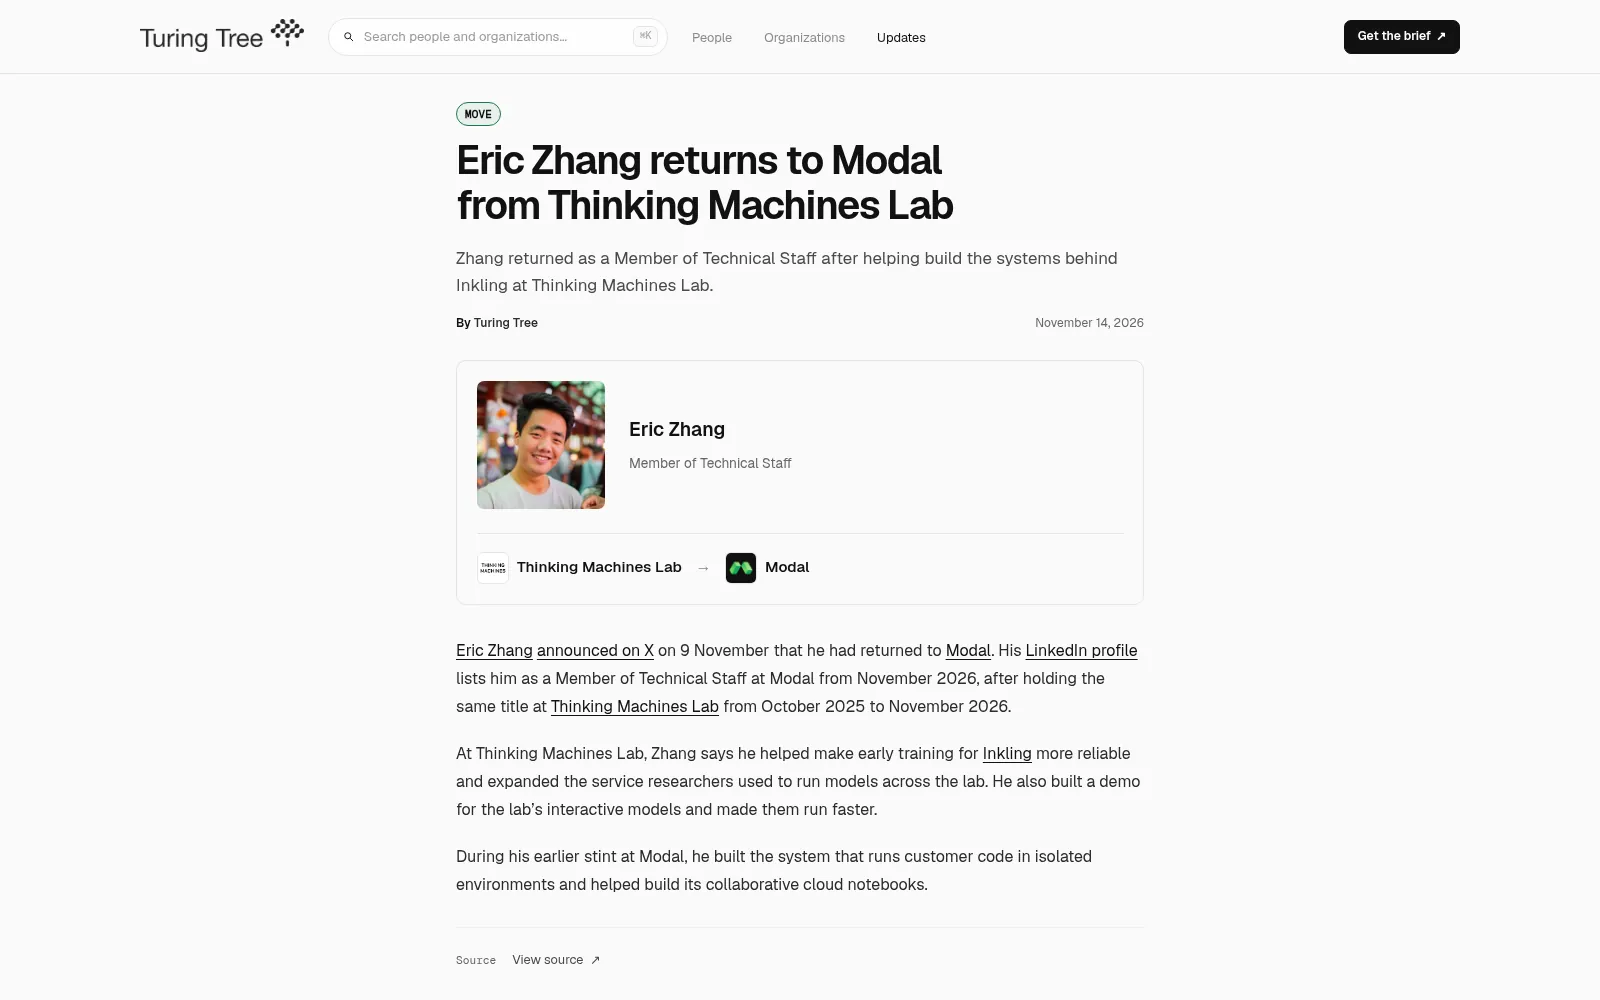 Turing Tree
Search people and organizations...
⌘K
People
Organizations
Updates
Get the brief ↗
MOVE
Eric Zhang returns to Modal
from Thinking Machines Lab
Zhang returned as a Member of Technical Staff after helping build the systems behind
Inkling at Thinking Machines Lab.
By Turing Tree
November 14, 2026
Eric Zhang
Member of Technical Staff
THINKING
MACHINES
Thinking Machines Lab → Modal
Eric Zhang announced on X on 9 November that he had returned to Modal. His LinkedIn profile
lists him as a Member of Technical Staff at Modal from November 2026, after holding the
same title at Thinking Machines Lab from October 2025 to November 2026.
At Thinking Machines Lab, Zhang says he helped make early training for Inkling more reliable
and expanded the service researchers used to run models across the lab. He also built a demo
for the lab’s interactive models and made them run faster.
During his earlier stint at Modal, he built the system that runs customer code in isolated
environments and helped build its collaborative cloud notebooks.
Source
View source ↗